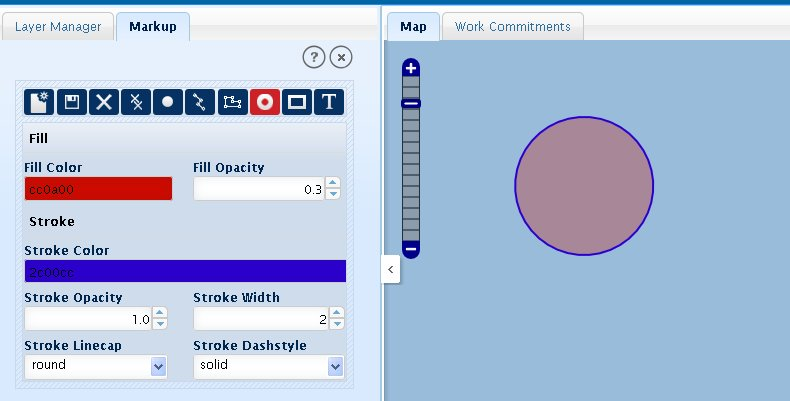 Layer Manager
Markup
Map
Work Commitments
?
T
Fill
Fill Color
Fill Opacity
cc0a00
0.3
Stroke
Stroke Color
2c00cc
Stroke Opacity
Stroke Width
1.0
2
Stroke Linecap
Stroke Dashstyle
round
solid